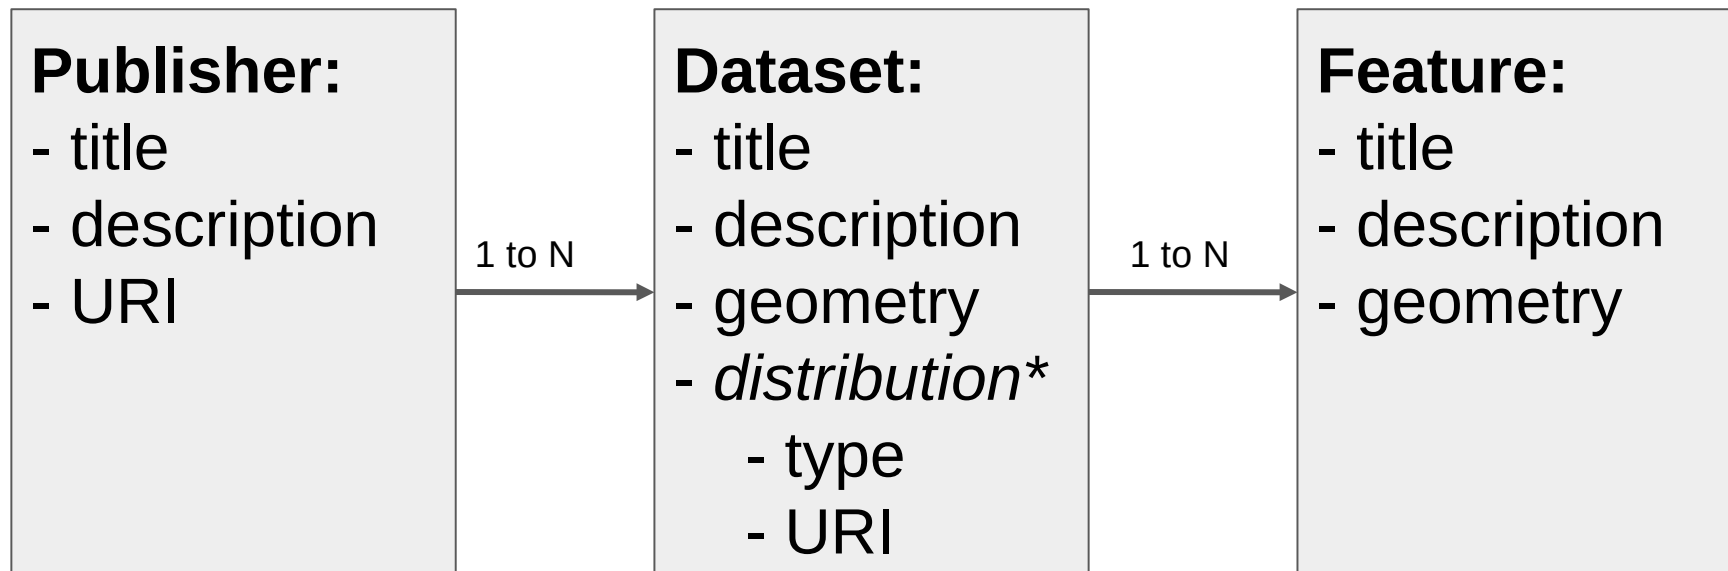 Publisher:
- title
- description
- URI
1 to N
Dataset:
- title
- description
- geometry
- distribution*
- type
- URI
1 to N
Feature:
- title
- description
- geometry